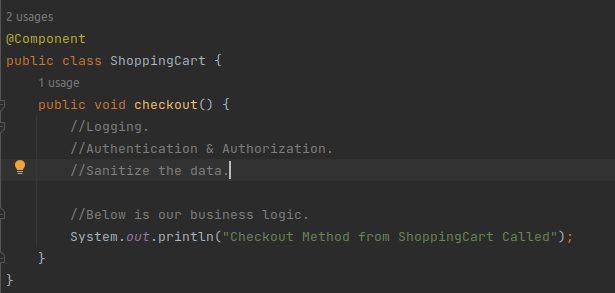 2 usages
@Component
public class ShoppingCart {
1 usage
public void checkout() {
//Logging.
//Authentication & Authorization.
//Sanitize the data.
//Below is our business logic.
System.out.println("Checkout Method from ShoppingCart Called");
}
}